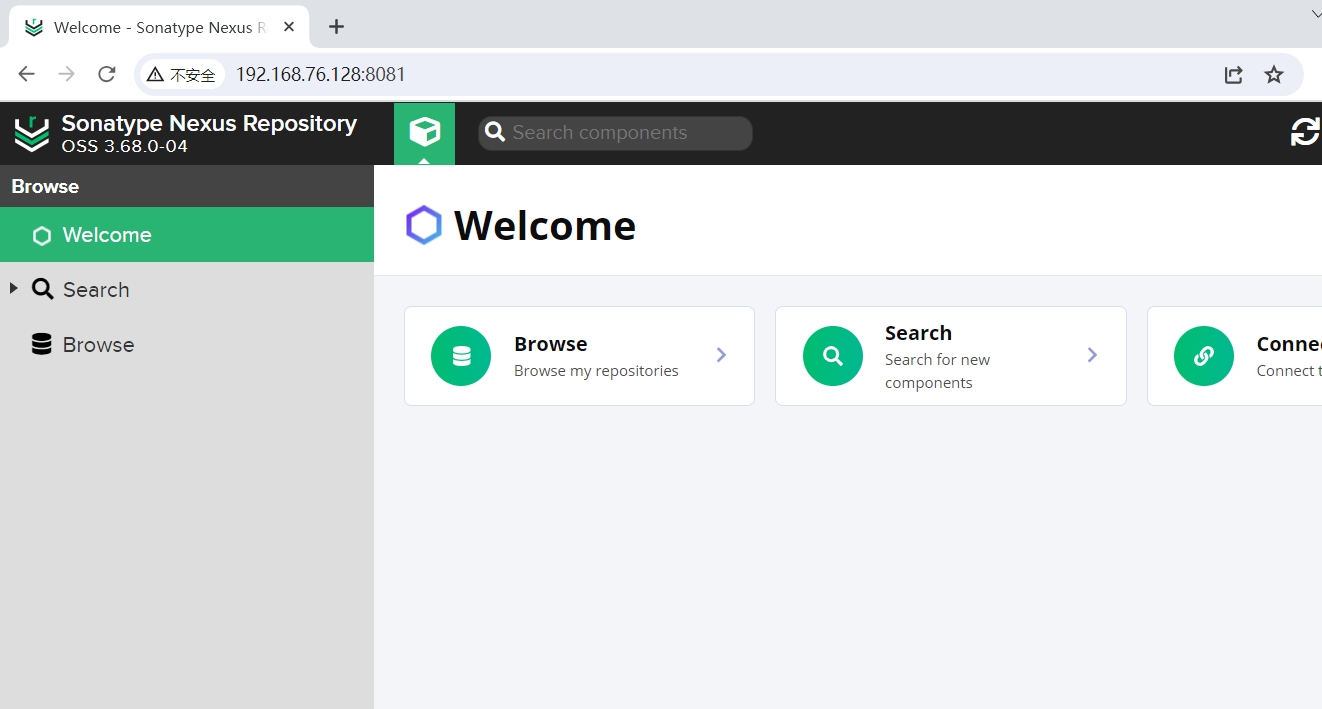 Welcome - Sonatype Nexus R
不安全
192.168.76.128:8081
Sonatype Nexus Repository
OSS 3.68.0-04
Search components
Browse
Welcome
Search
Browse
Welcome
Browse
Browse my repositories
Search
Search for new
components
Conne
Connect t